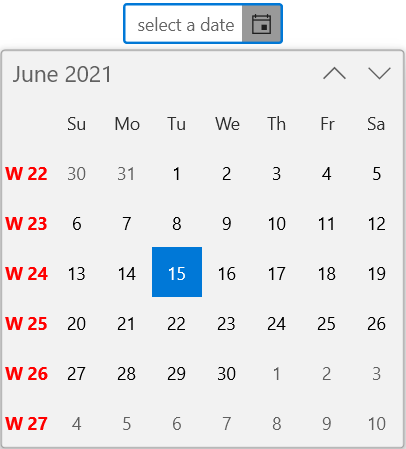 select a date
June 2021
Su Mo Tu We Th Fr Sa
W 22 30 31 1 2 3 4 5
W 23 6 7 8 9 10 11 12
W 24 13 14 15 16 17 18 19
W 25 20 21 22 23 24 25 26
W 26 27 28 29 30 1 2 3
W 27 4 5 6 7 8 9 10